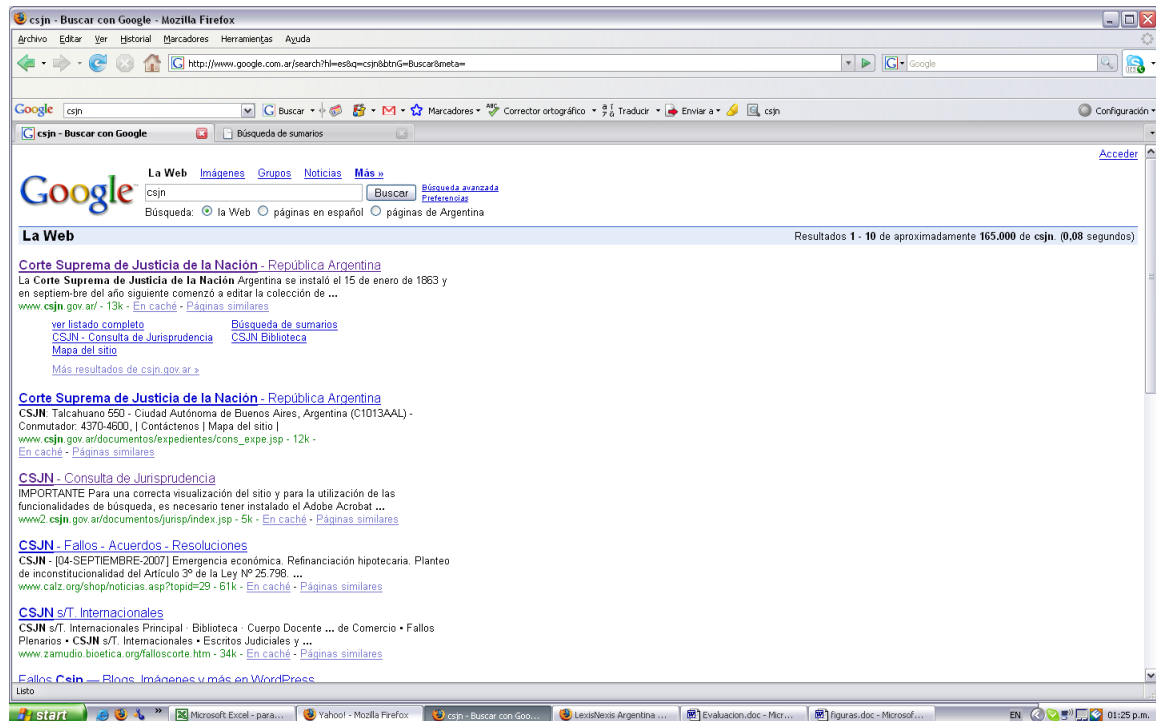 csjn - Buscar con Google - Mozilla Firefox
Archivo Editar Ver Historial Marcadores Herramientas Ayuda
G http://www.google.com.ar/search?hl=es&q=csjn&btnG=Buscar&meta= G Google
Google csjn G Buscar Marcadores ABC Corrector ortográfico Traducir Enviar a csjn Configuración
G csjn - Buscar con Google Búsqueda de sumarios
Acceder
La Web Imágenes Grupos Noticias Más »
Google csjn Buscar Búsqueda avanzada
Preferencias
Búsqueda: la Web páginas en español páginas de Argentina
La Web Resultados 1 - 10 de aproximadamente 165.000 de csjn. (0,08 segundos)
Corte Suprema de Justicia de la Nación - República Argentina
La Corte Suprema de Justicia de la Nación Argentina se instaló el 15 de enero de 1863 y
en septiem-bre del año siguiente comenzó a editar la colección de ...
www.csjn.gov.ar/ - 13k - En caché - Páginas similares
ver listado completo Búsqueda de sumarios
CSJN - Consulta de Jurisprudencia CSJN Biblioteca
Mapa del sitio
Más resultados de csjn.gov.ar »
Corte Suprema de Justicia de la Nación - República Argentina
CSJN: Talcahuano 550 - Ciudad Autónoma de Buenos Aires, Argentina (C1013AAL) -
Conmutador: 4370-4600, | Contáctenos | Mapa del sitio |
www.csjn.gov.ar/documentos/expedientes/cons_expe.jsp - 12k -
En caché - Páginas similares
CSJN - Consulta de Jurisprudencia
IMPORTANTE Para una correcta visualización del sitio y para la utilización de las
funcionalidades de búsqueda, es necesario tener instalado el Adobe Acrobat ...
www2.csjn.gov.ar/documentos/jurisp/index.jsp - 5k - En caché - Páginas similares
CSJN - Fallos - Acuerdos - Resoluciones
CSJN - [04-SEPTIEMBRE-2007] Emergencia económica. Refinanciación hipotecaria. Planteo
de inconstitucionalidad del Artículo 3º de la Ley Nº 25.798. ...
www.calz.org/shop/noticias.asp?topid=29 - 61k - En caché - Páginas similares
CSJN s/T. Internacionales
CSJN s/T. Internacionales Principal · Biblioteca · Cuerpo Docente ... de Comercio • Fallos
Plenarios • CSJN s/T. Internacionales • Escritos Judiciales y ...
www.zamudio.bioetica.org/falloscorte.htm - 34k - En caché - Páginas similares
Fallos Csjn — Blogs, Imágenes y más en WordPress
Listo
start » Microsoft Excel - para... Yahoo! - Mozilla Firefox csjn - Buscar con Goo... LexisNexis Argentina ... Evaluacion.doc - Micr... figuras.doc - Microsof... EN 01:25 p.m.